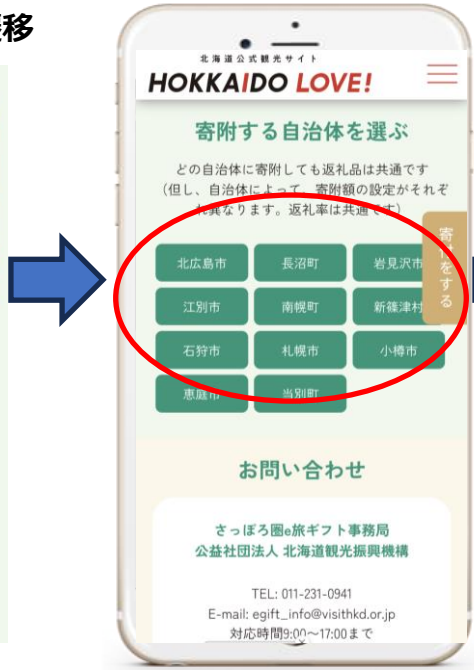 移
北海道公式観光サイト
HOKKAIDO LOVE!
寄附する自治体を選ぶ
どの自治体に寄附しても返礼品は共通です
(但し、自治体によって、寄附額の設定がそれぞ
れ異なります。返礼率は共通です)
寄付をする
北広島市 長沼町 岩見沢市
江別市 南幌町 新篠津村
石狩市 札幌市 小樽市
恵庭市 当別町
お問い合わせ
さっぽろ圏e旅ギフト事務局
公益社団法人 北海道観光振興機構
TEL: 011-231-0941
E-mail: egift_info@visithkd.or.jp
対応時間9:00〜17:00まで